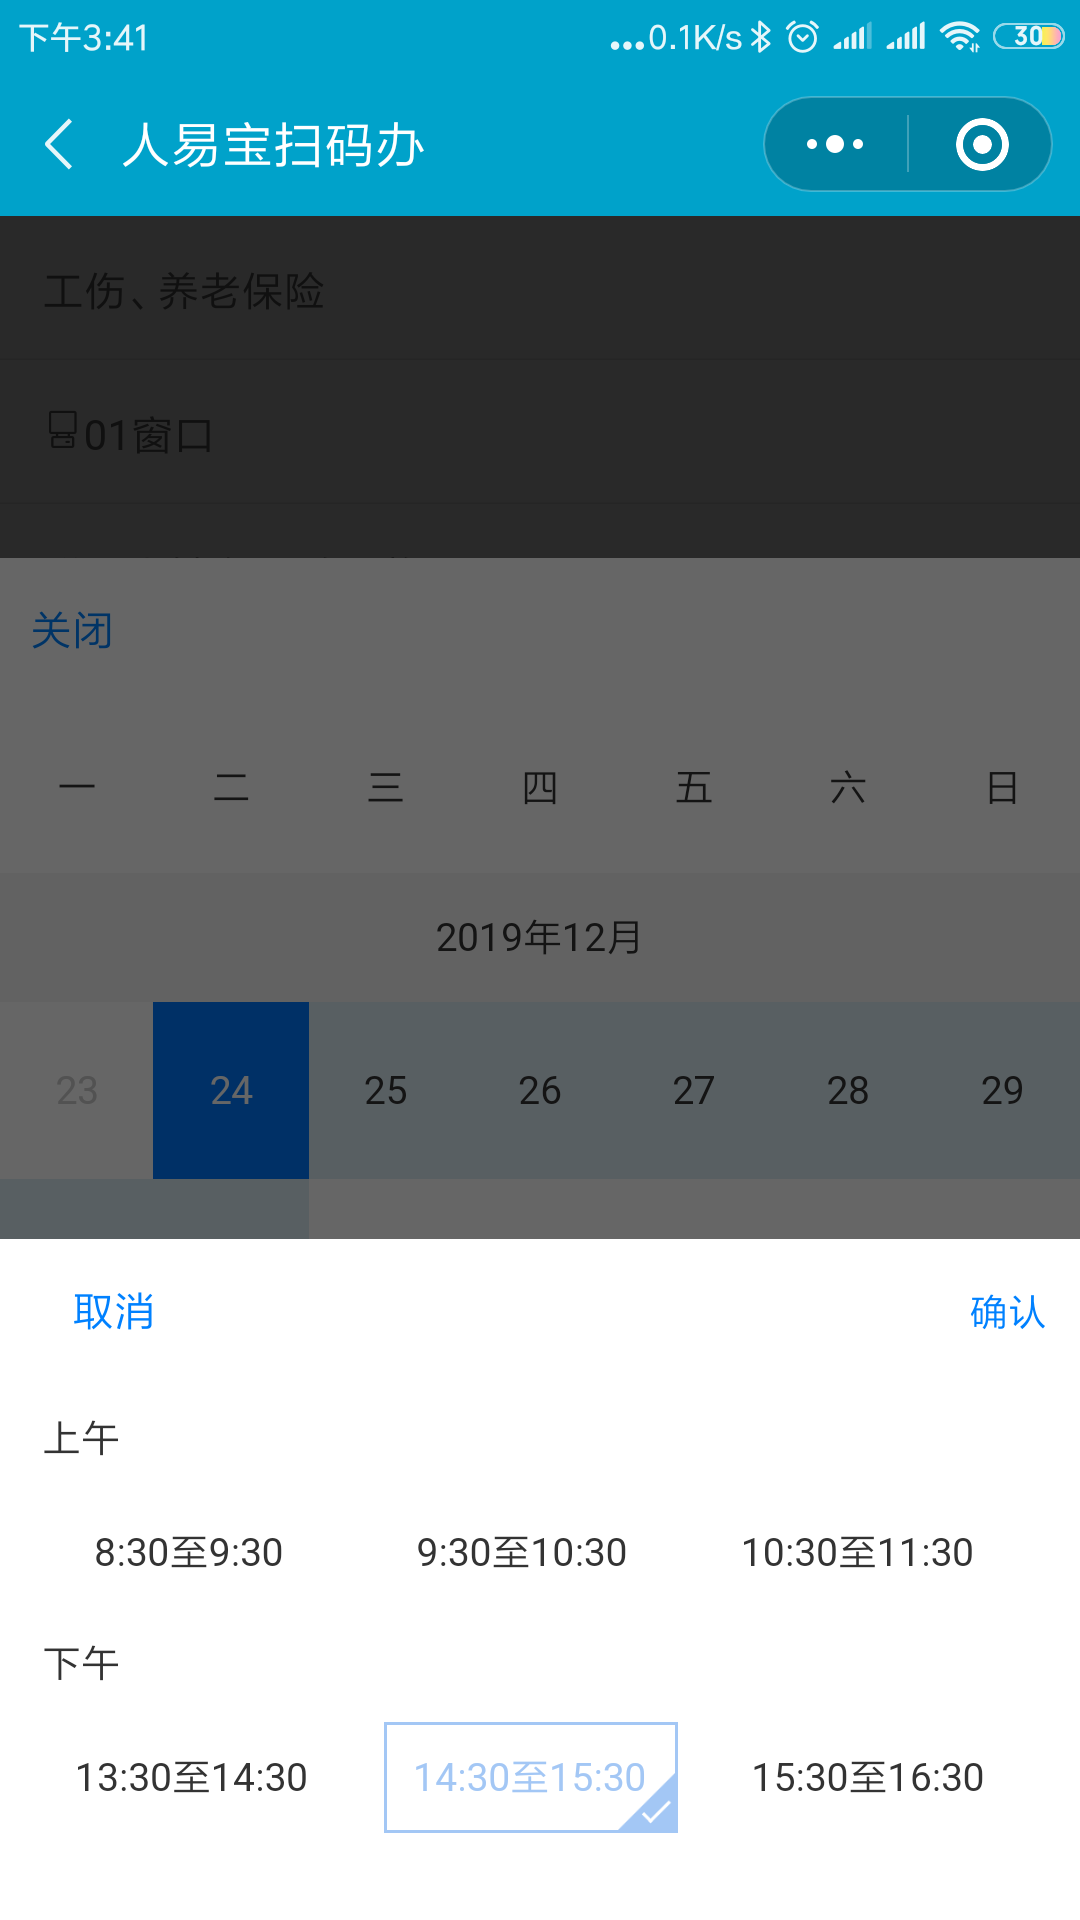 下午3:41
...0.1K/s
30
人易宝扫码办
工伤、养老保险
01窗口
关闭
一 二 三 四 五 六 日
2019年12月
23 24 25 26 27 28 29
取消 确认
上午
8:30至9:30 9:30至10:30 10:30至11:30
下午
13:30至14:30 14:30至15:30 15:30至16:30